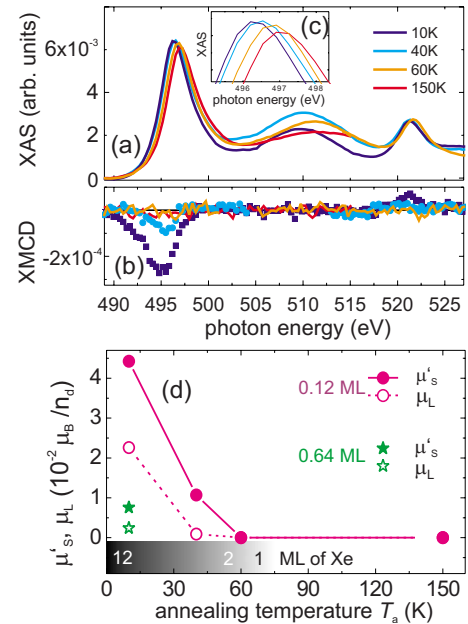 XAS (arb. units)
6x10⁻³
4
2
0
(a)
XAS
(c)
496 497 498
photon energy (eV)
10K
40K
60K
150K
XMCD
-2x10⁻⁴
(b)
490 495 500 505 510 515 520 525
photon energy (eV)
μ'S, μL (10⁻² μB/nd)
4
3
2
1
0
(d)
0.12 ML μ'S
μL
0.64 ML μ'S
μL
12 2 1 ML of Xe
0 30 60 90 120 150
annealing temperature Ta (K)